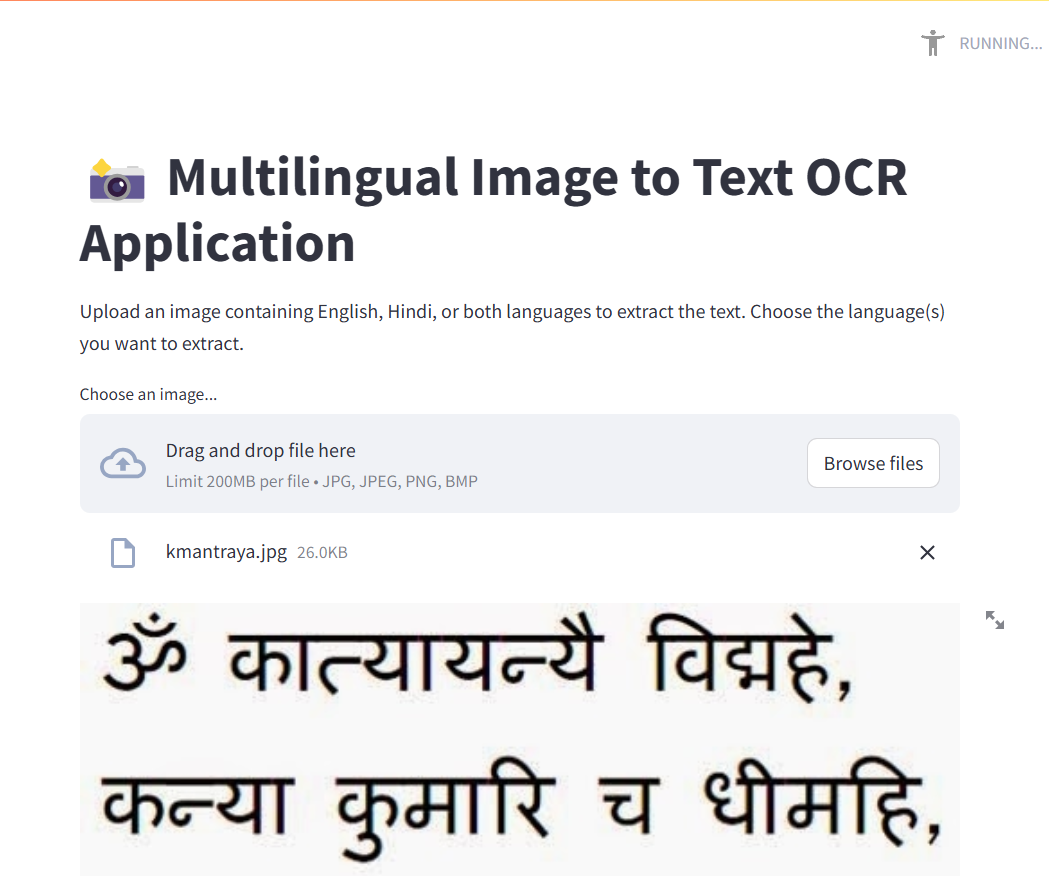 RUNNING...
Multilingual Image to Text OCR
Application
Upload an image containing English, Hindi, or both languages to extract the text. Choose the language(s)
you want to extract.
Choose an image...
Drag and drop file here
Limit 200MB per file • JPG, JPEG, PNG, BMP
Browse files
kmantraya.jpg 26.0KB
ॐ कात्यायन्यै विद्महे,
कन्या कुमारि च धीमहि,